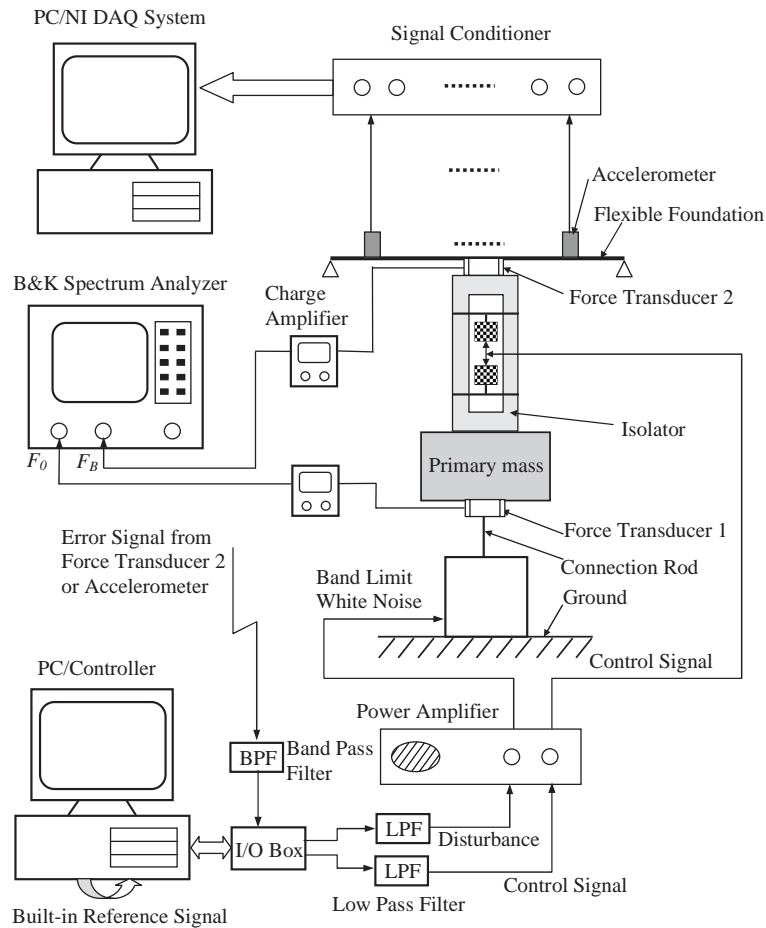 PC/NI DAQ System
Signal Conditioner
Accelerometer
Flexible Foundation
B&K Spectrum Analyzer
Charge
Amplifier
Force Transducer 2
Isolator
F0
FB
Primary mass
Force Transducer 1
Error Signal from
Force Transducer 2
or Accelerometer
Connection Rod
Band Limit
White Noise
Ground
Control Signal
PC/Controller
Power Amplifier
BPF
Band Pass
Filter
LPF
I/O Box
Disturbance
LPF
Control Signal
Low Pass Filter
Built-in Reference Signal